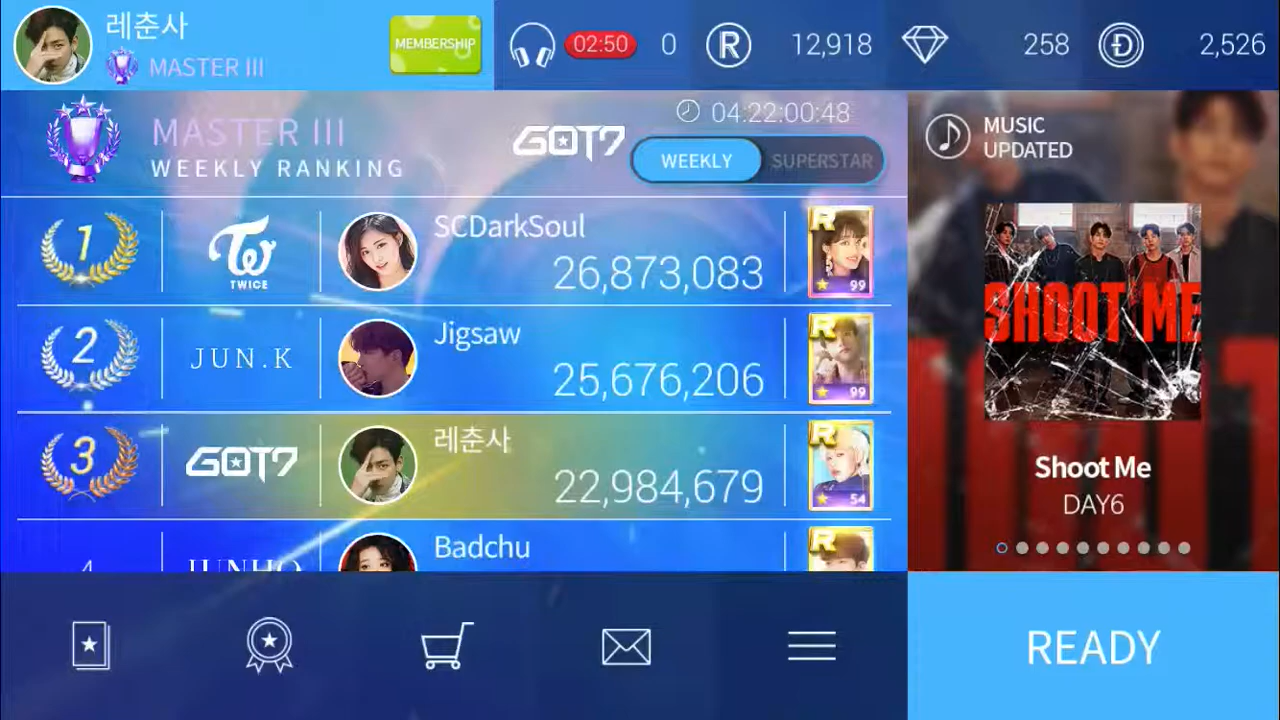 레춘사
MASTER III
MEMBERSHIP
02:50
0
R
12,918
258
2,526
MASTER III
WEEKLY RANKING
GOT7
04:22:00:48
WEEKLY
SUPERSTAR
1
TWICE
SCDarkSoul
26,873,083
R
99
2
JUN.K
Jigsaw
25,676,206
R
99
3
GOT7
레춘사
22,984,679
R
54
4
JUNHO
Badchu
R
MUSIC
UPDATED
SHOOT ME
Shoot Me
DAY6
READY